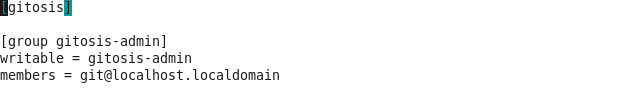 [gitosis]
[group gitosis-admin]
writable = gitosis-admin
members = git@localhost.localdomain